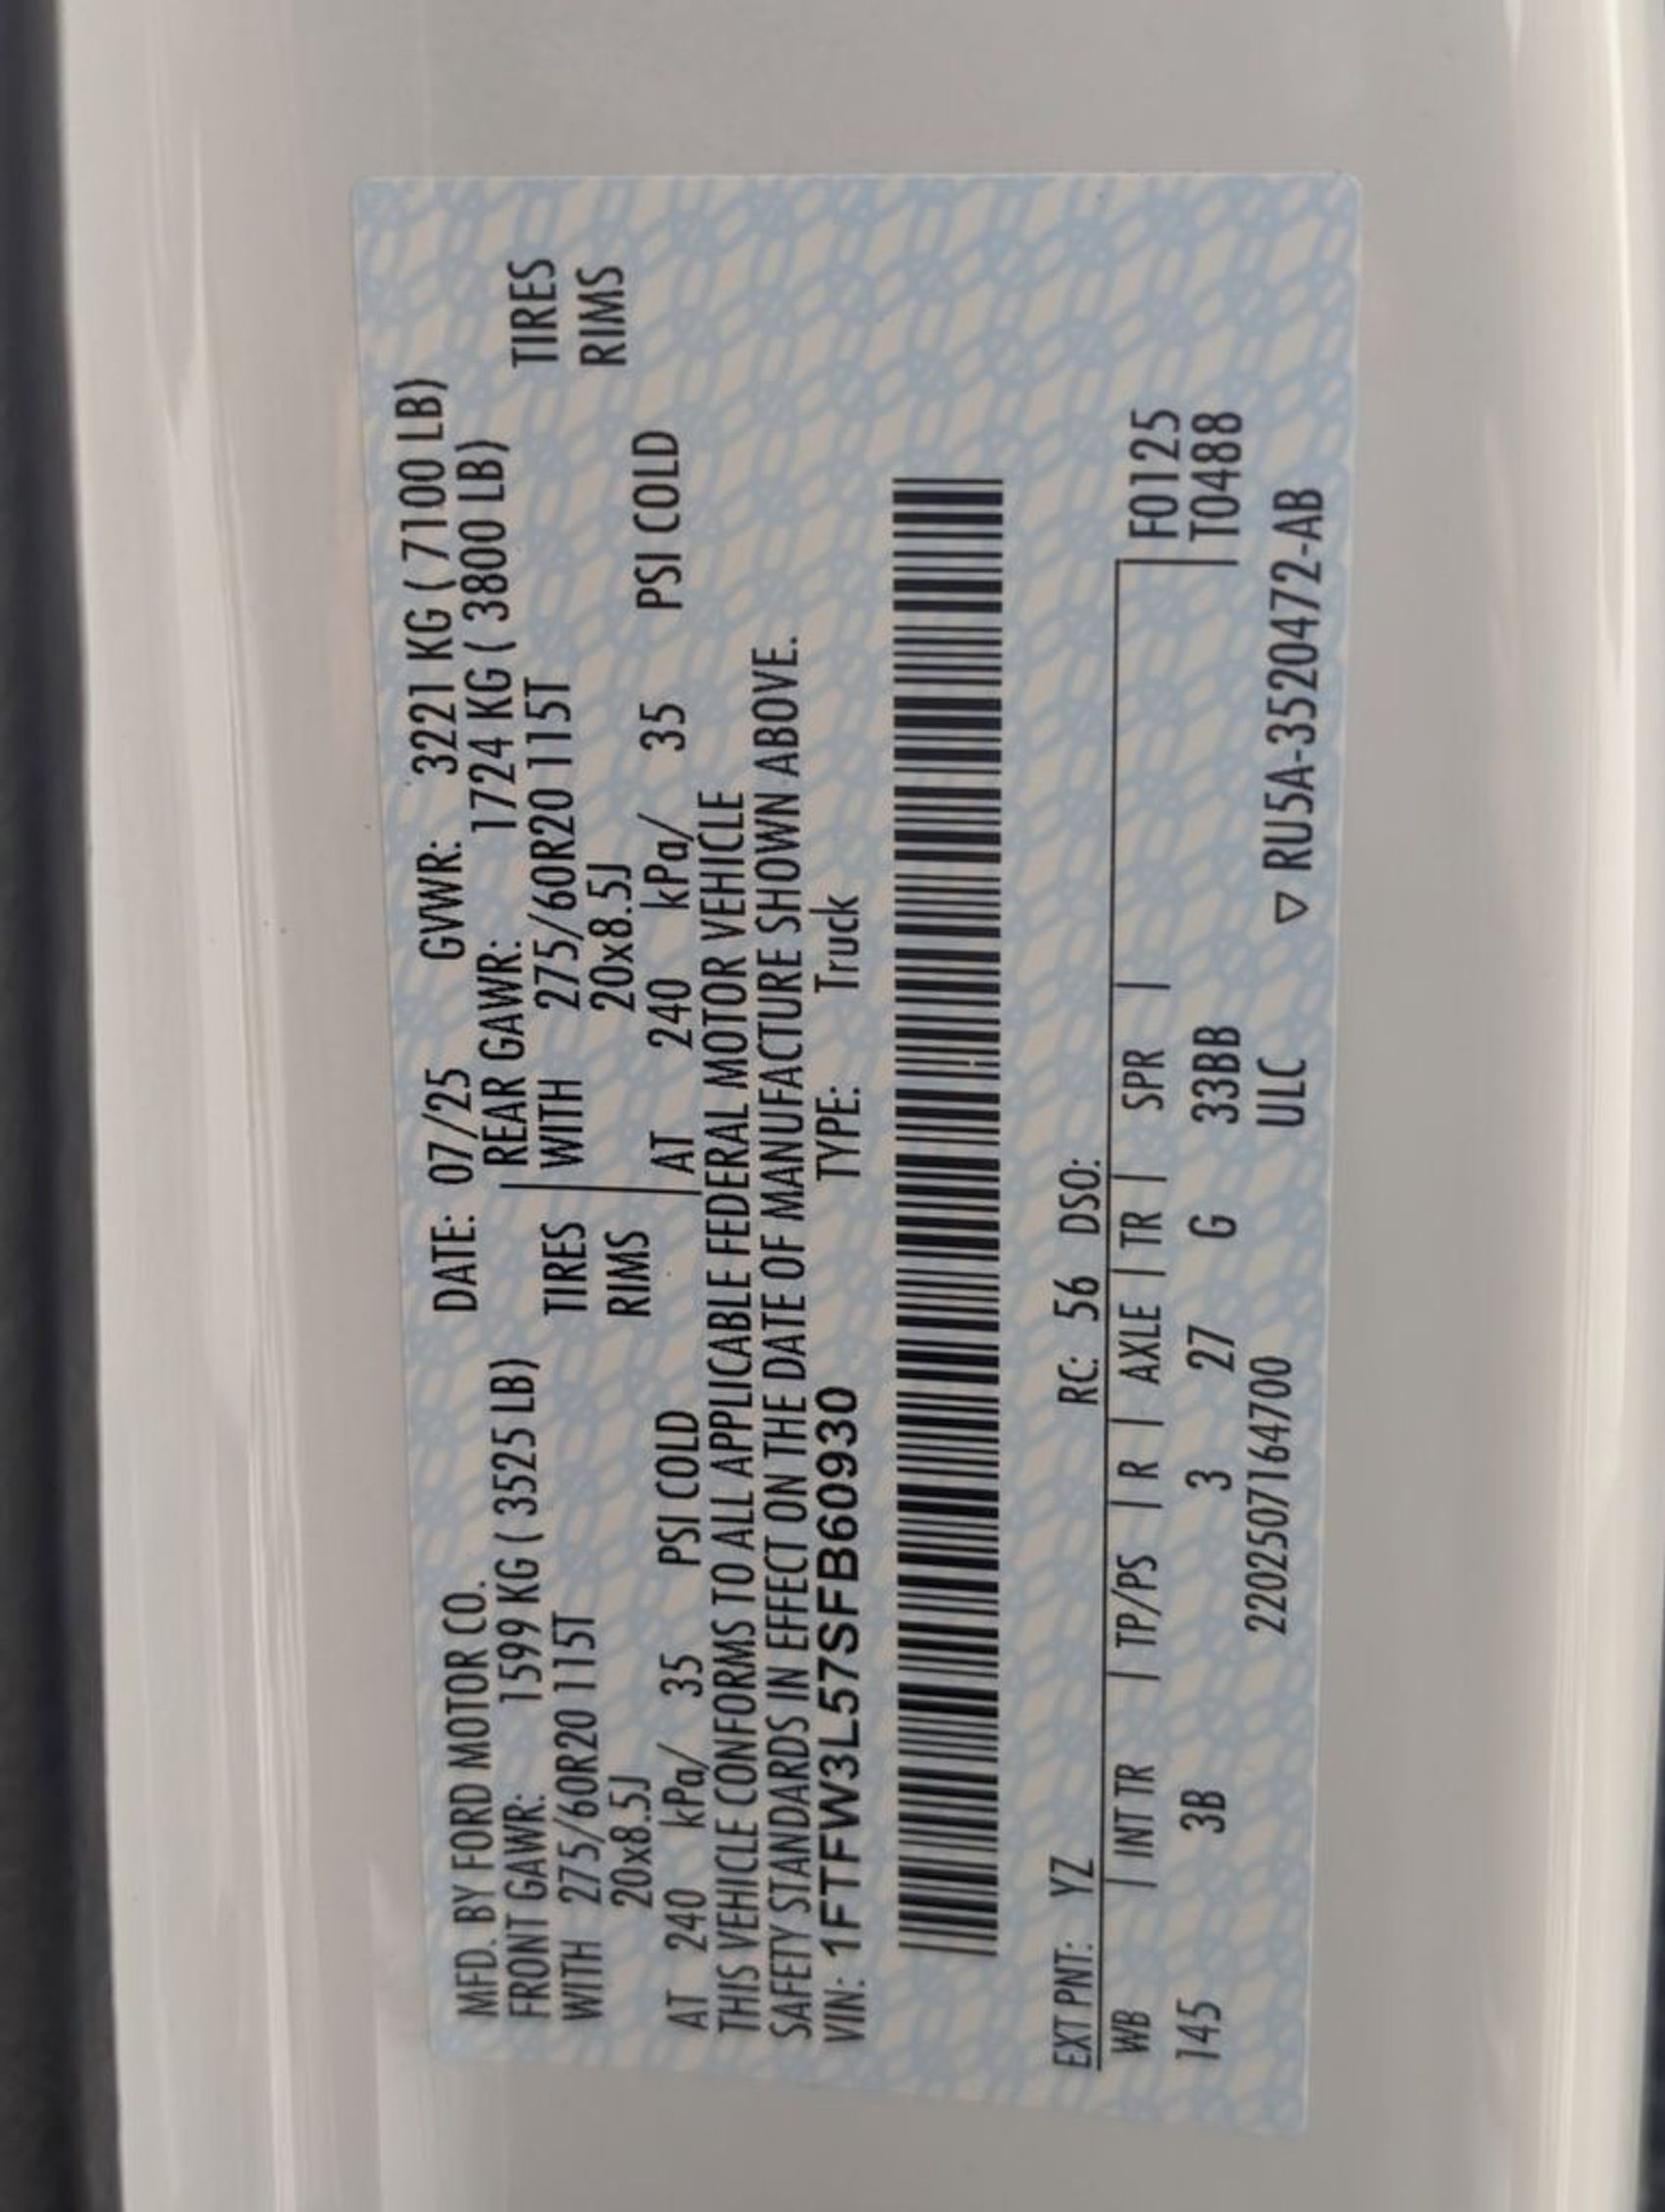 MFD. BY FORD MOTOR CO. DATE: 07/25 GVWR: 3221 KG ( 7100 LB)
FRONT GAWR: 1599 KG ( 3525 LB) REAR GAWR: 1724 KG ( 3800 LB)
WITH 275/60R20 115T TIRES WITH 275/60R20 115T TIRES
20x8.5J RIMS 20x8.5J RIMS
AT 240 kPa/ 35 PSI COLD AT 240 kPa/ 35 PSI COLD
THIS VEHICLE CONFORMS TO ALL APPLICABLE FEDERAL MOTOR VEHICLE
SAFETY STANDARDS IN EFFECT ON THE DATE OF MANUFACTURE SHOWN ABOVE.
VIN: 1FTFW3L57SFB60930 TYPE: Truck
EXT PNT: YZ RC: 56 DSO:
WB | INT TR | TP/PS | R | AXLE | TR | SPR | F0125
145 3B 3 27 G 33BB T0488
2202507164700 ULC ▽ RU5A-3520472-AB